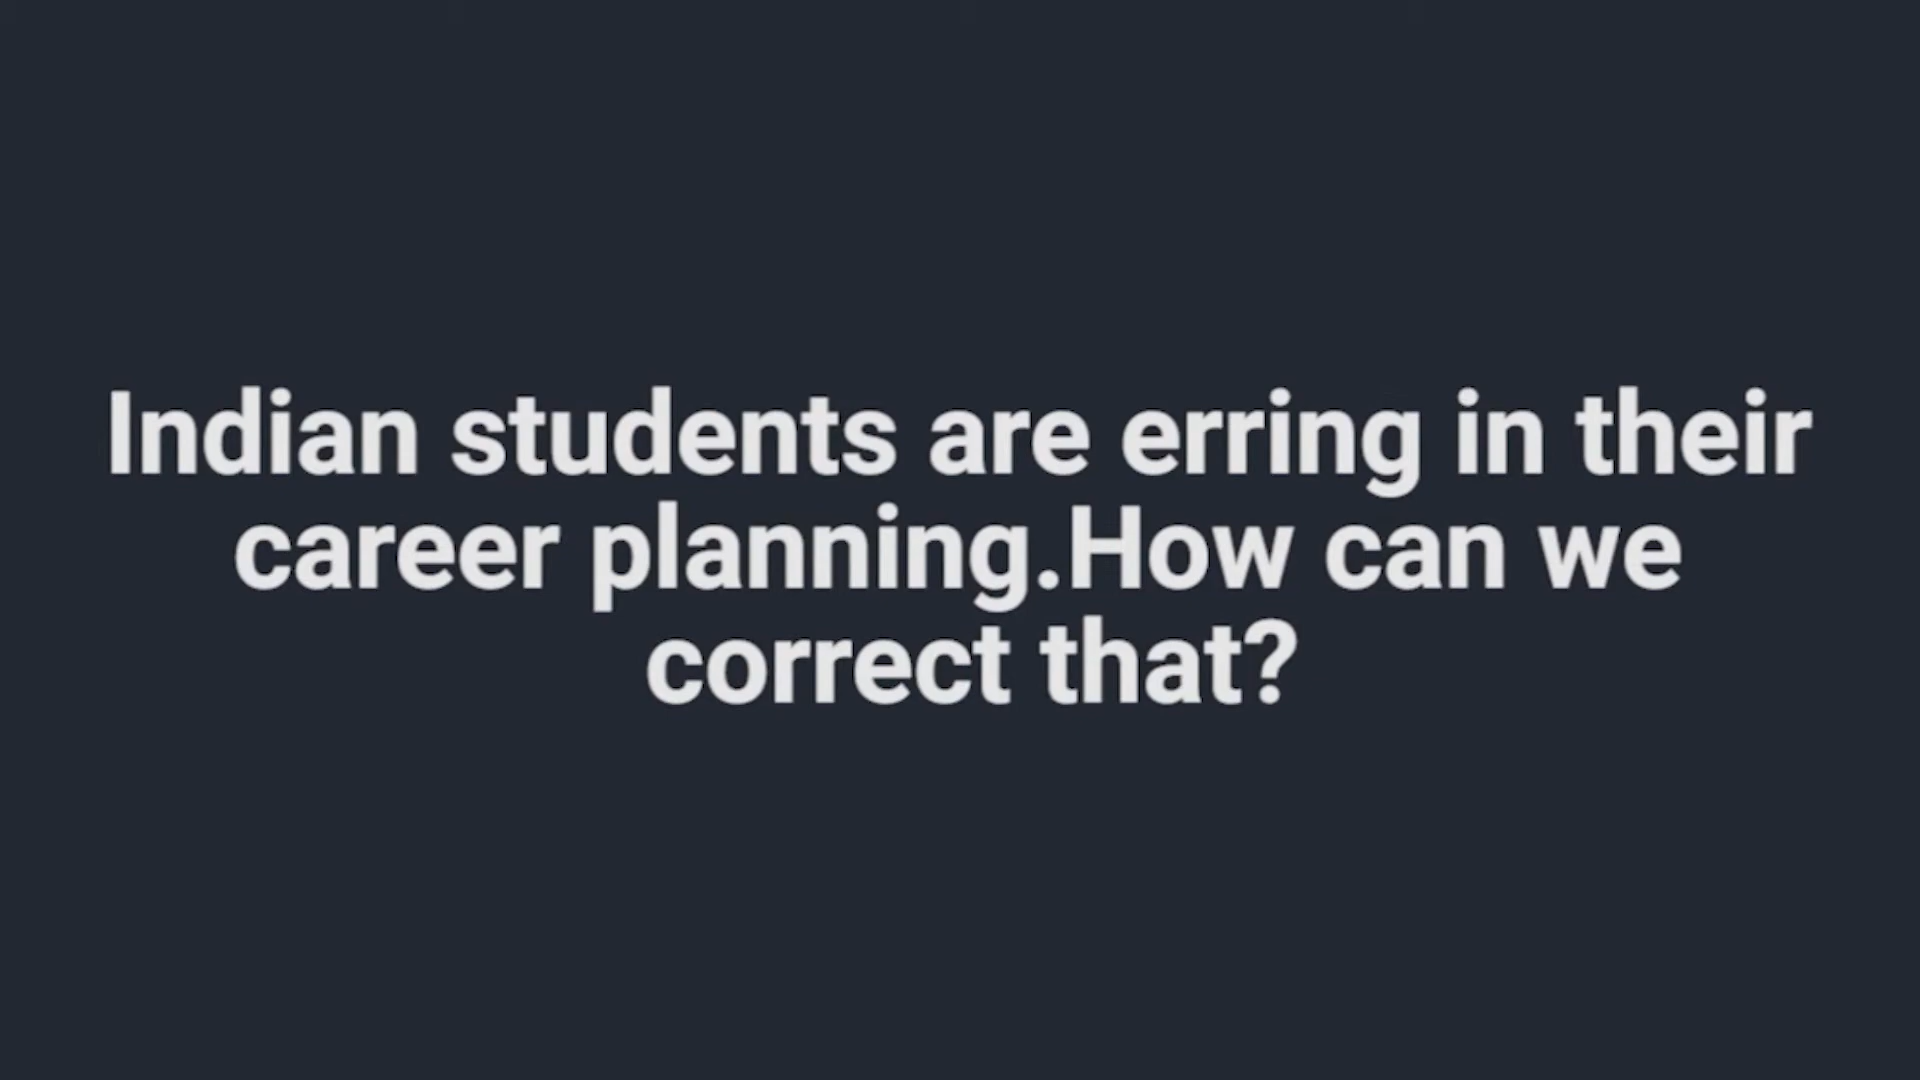 Indian students are erring in their
career planning.How can we
correct that?